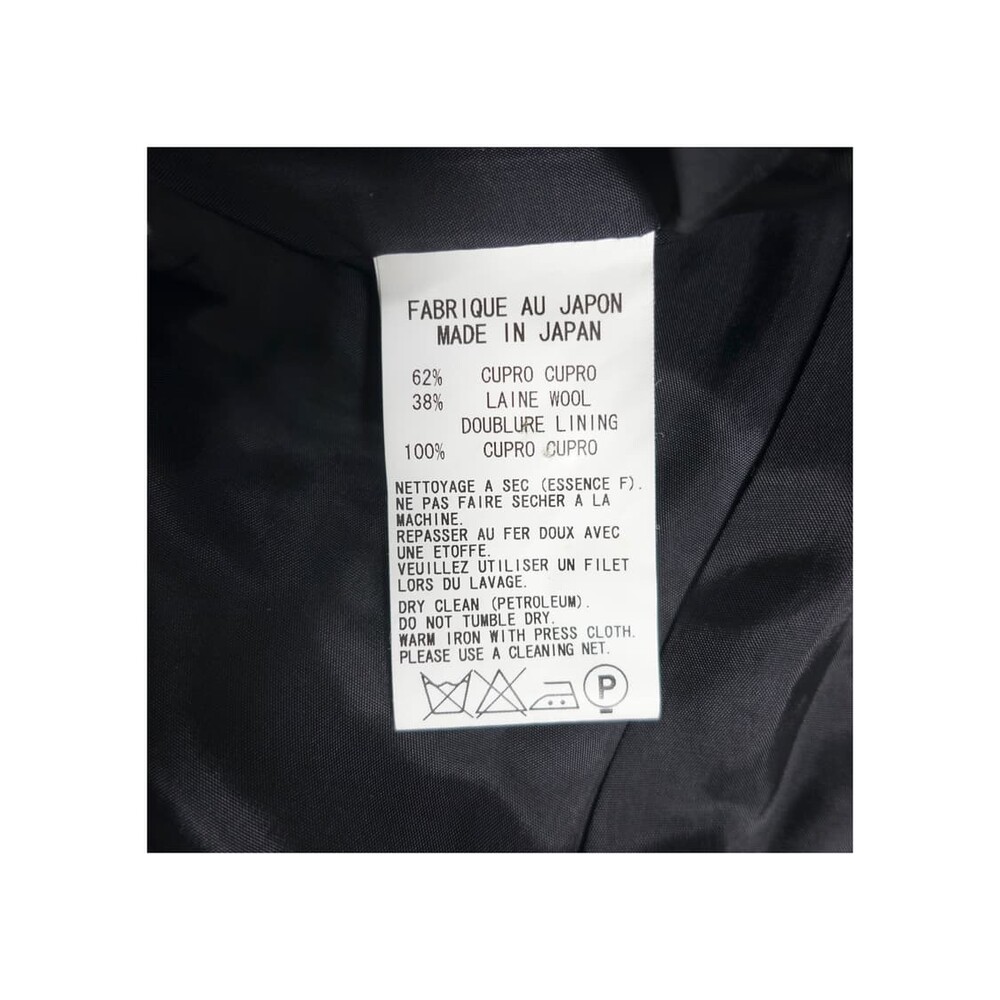 FABRIQUE AU JAPON
MADE IN JAPAN
62% CUPRO CUPRO
38% LAINE WOOL
DOUBLURE LINING
100% CUPRO CUPRO
NETTOYAGE A SEC (ESSENCE F).
NE PAS FAIRE SECHER A LA
MACHINE.
REPASSER AU FER DOUX AVEC
UNE ETOFFE.
VEUILLEZ UTILISER UN FILET
LORS DU LAVAGE.
DRY CLEAN (PETROLEUM).
DO NOT TUMBLE DRY.
WARM IRON WITH PRESS CLOTH.
PLEASE USE A CLEANING NET.
P